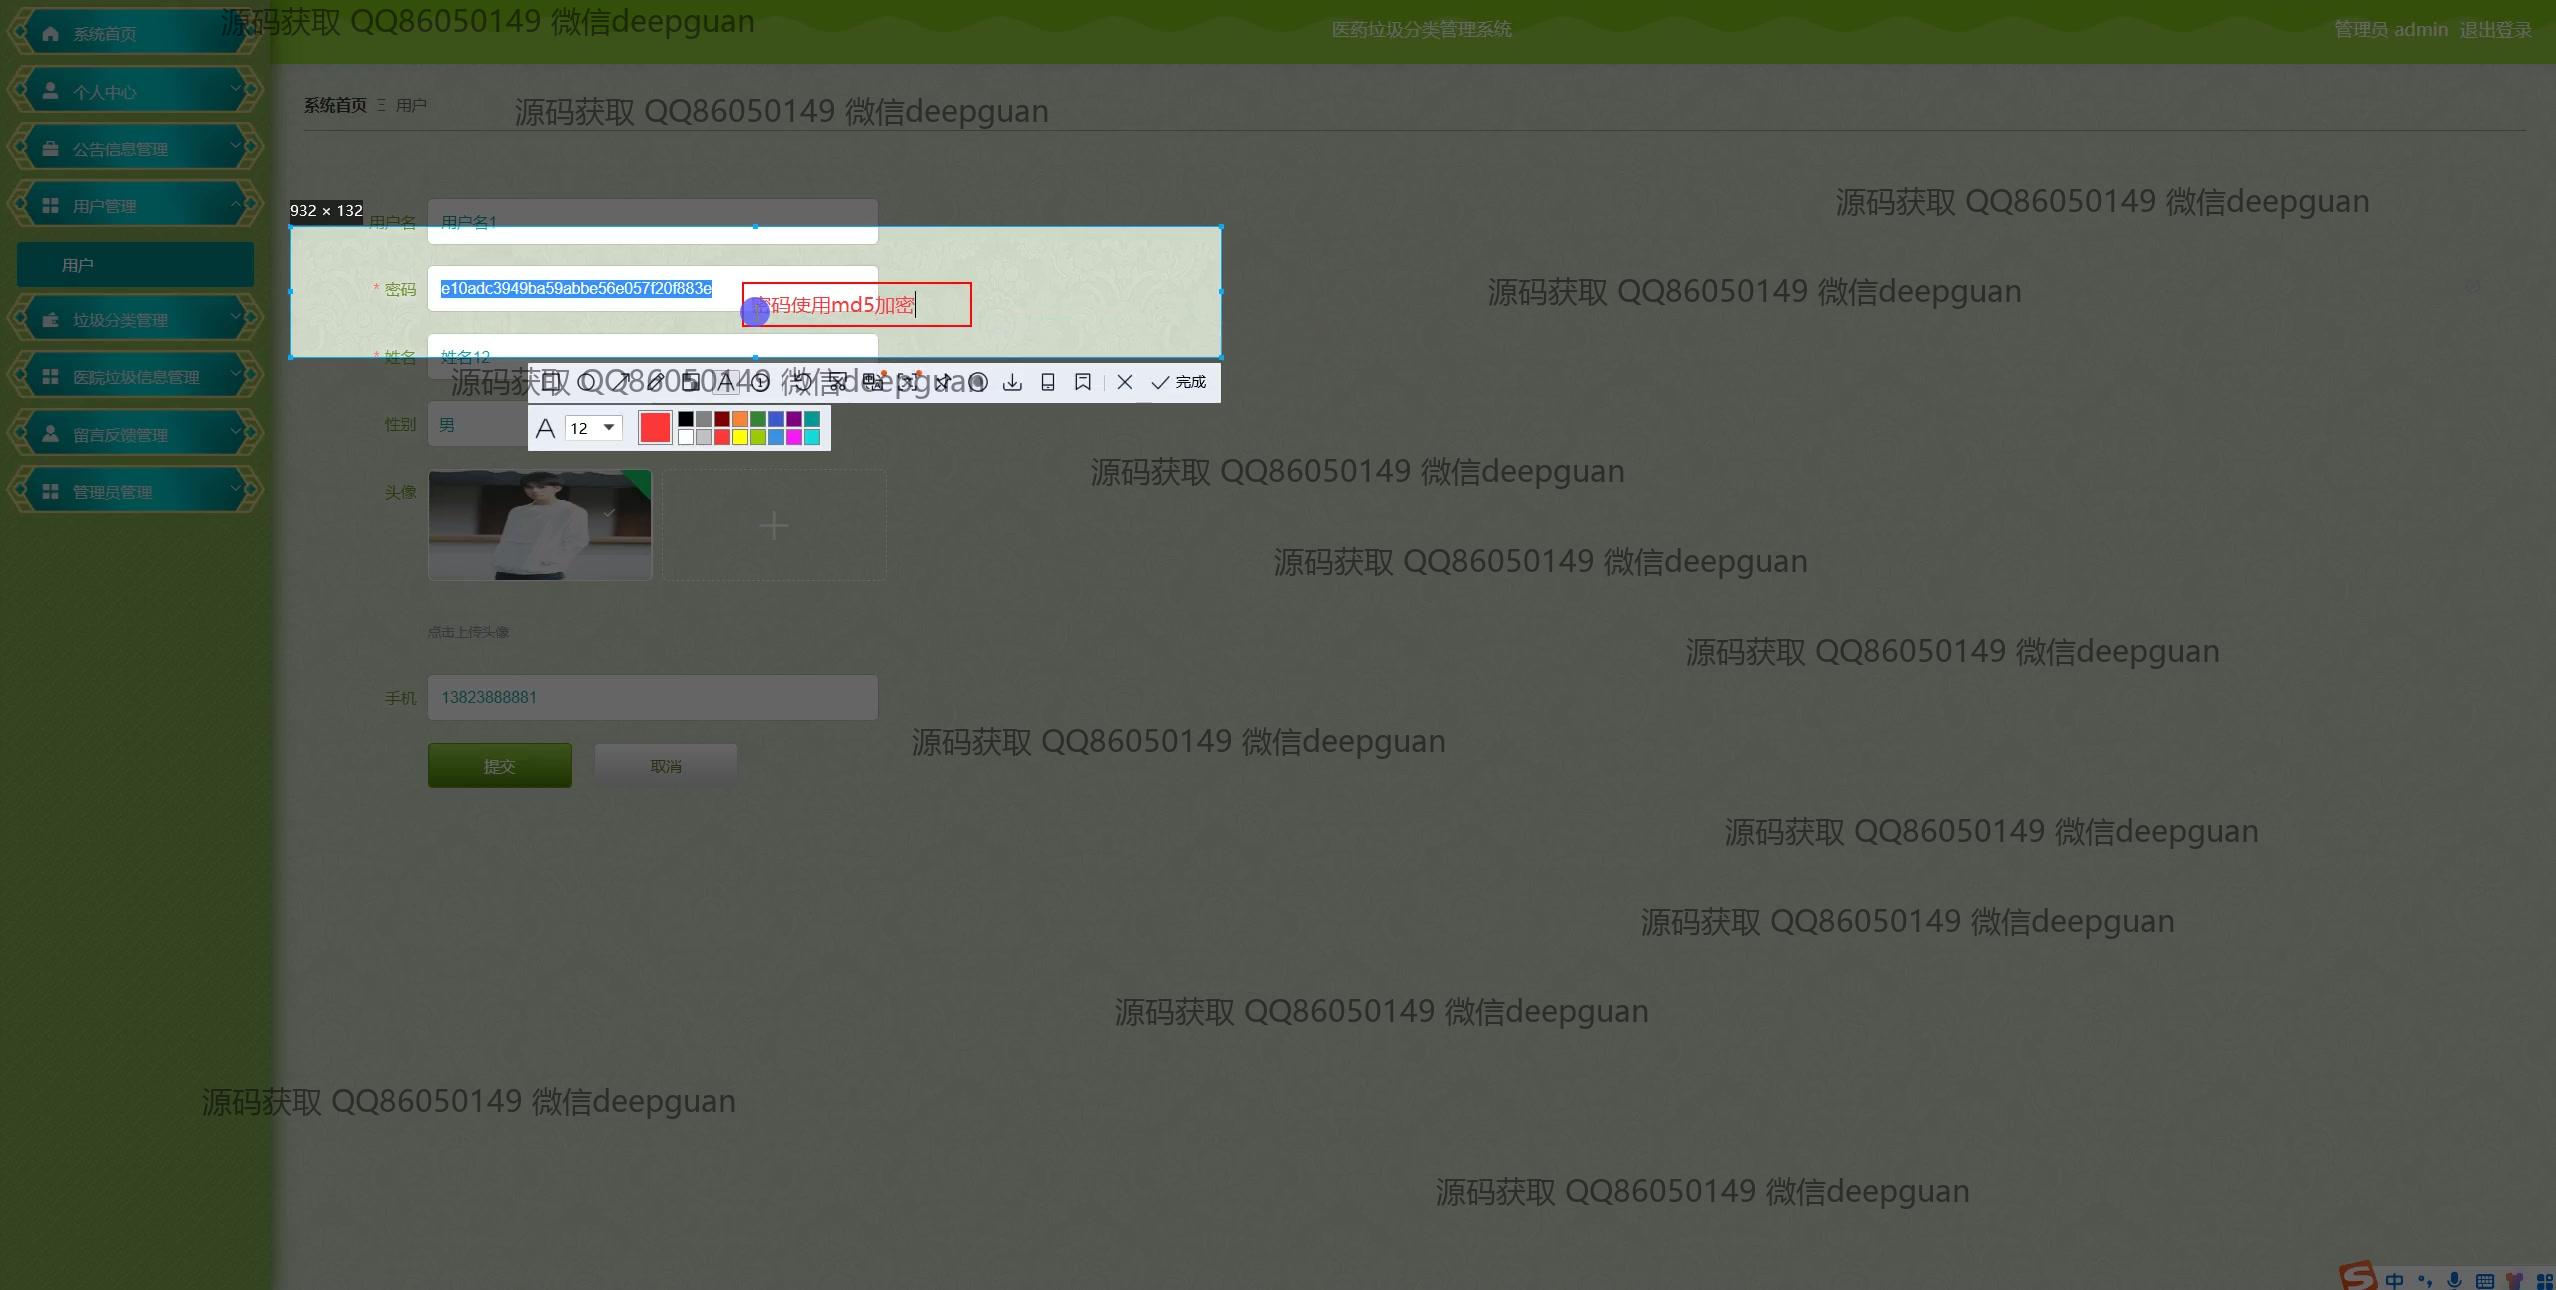 系统首页
源码获取 QQ86050149 微信deepguan
医药垃圾分类管理系统
管理员 admin 退出登录
个人中心
系统首页 Ξ 用户
源码获取 QQ86050149 微信deepguan
公告信息管理
源码获取 QQ86050149 微信deepguan
用户管理
932 × 132
用户名 用户名1
用户
* 密码 e10adc3949ba59abbe56e057f20f883e
密码使用md5加密
源码获取 QQ86050149 微信deepguan
垃圾分类管理
* 姓名 姓名12
医院垃圾信息管理
源码获取 QQ86050149 微信deepguan
完成
留言反馈管理
性别 男
A 12
源码获取 QQ86050149 微信deepguan
管理员管理
头像
源码获取 QQ86050149 微信deepguan
点击上传头像
源码获取 QQ86050149 微信deepguan
手机 13823888881
源码获取 QQ86050149 微信deepguan
提交 取消
源码获取 QQ86050149 微信deepguan
源码获取 QQ86050149 微信deepguan
源码获取 QQ86050149 微信deepguan
源码获取 QQ86050149 微信deepguan
源码获取 QQ86050149 微信deepguan
中